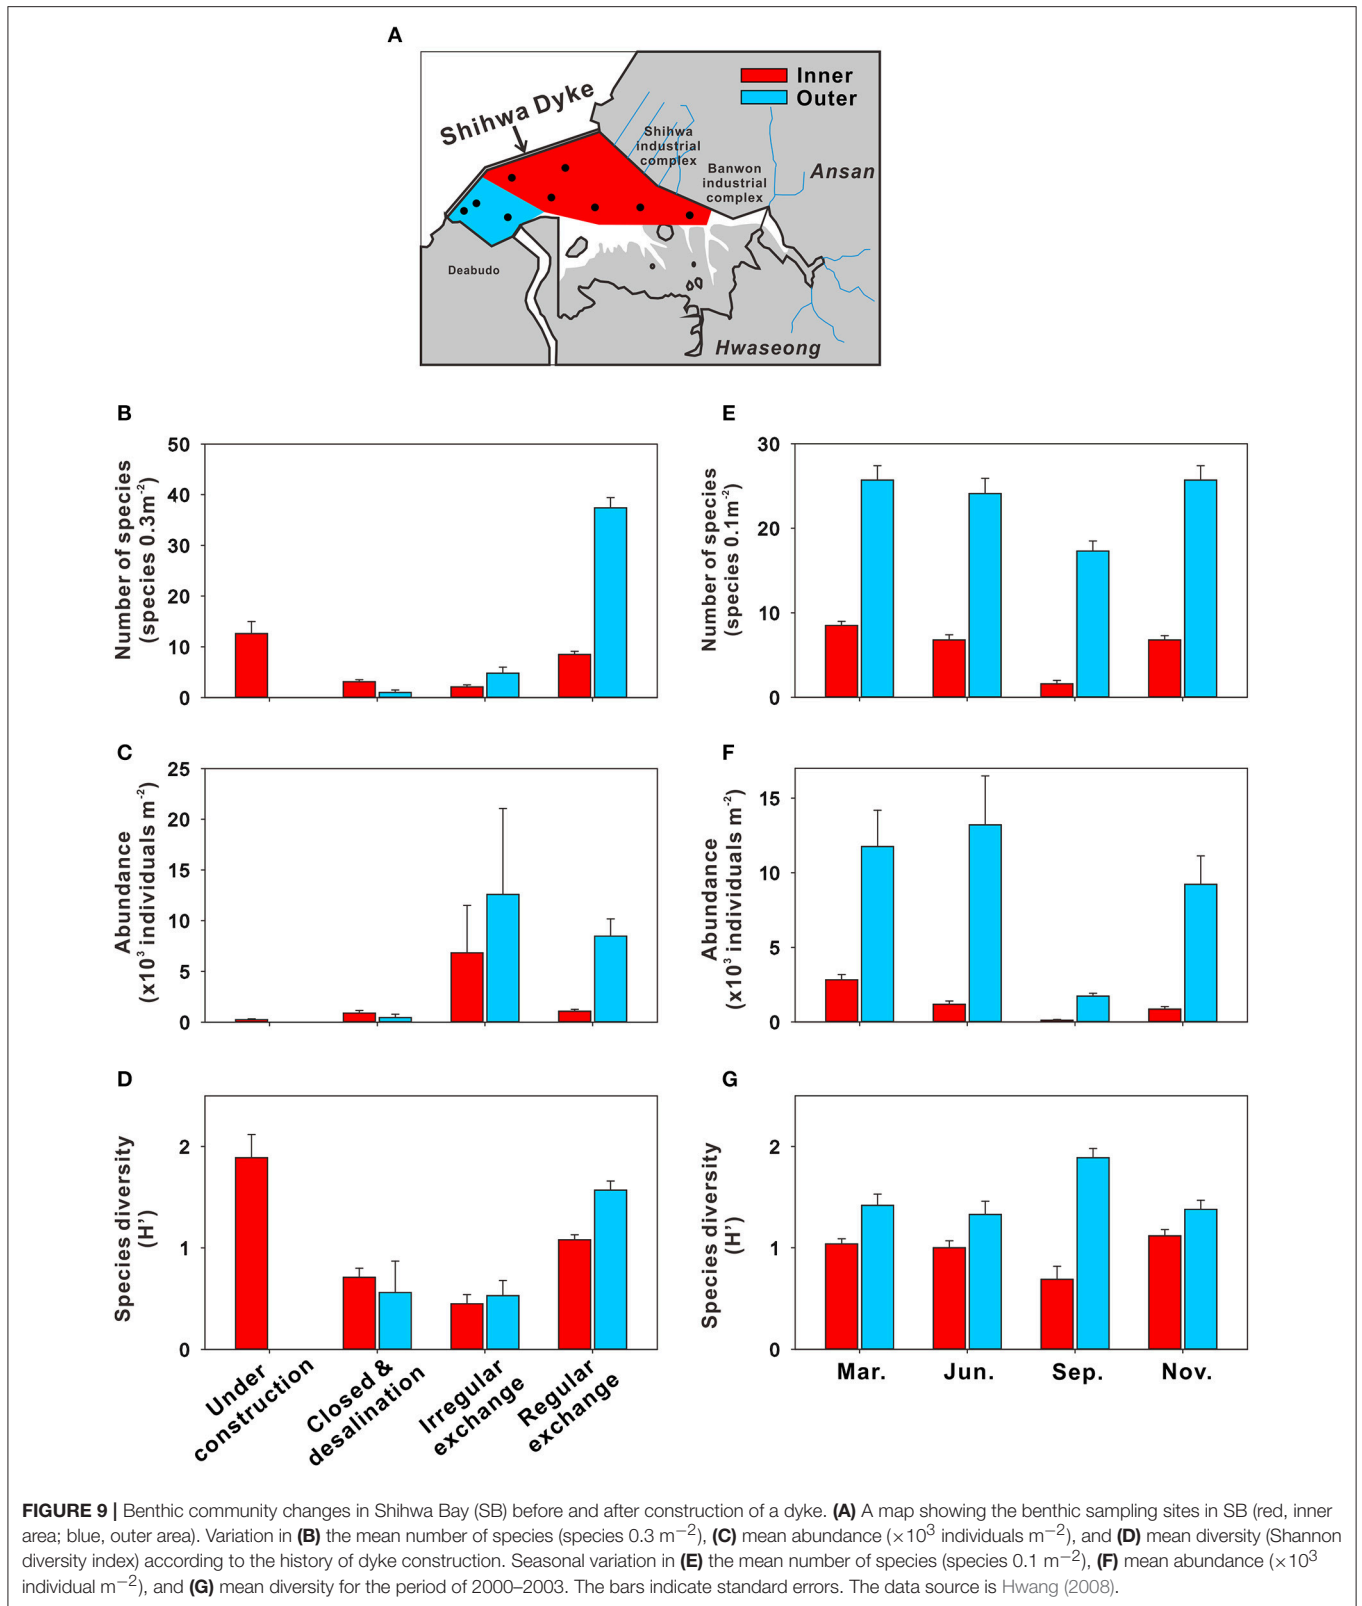 A
Inner
Outer
Shihwa Dyke
Shihwa
industrial
complex
Banwon
industrial
complex
Ansan
Deabudo
Hwaseong
B
Number of species
(species 0.3m⁻²)
50
40
30
20
10
0
E
Number of species
(species 0.1m⁻²)
30
20
10
0
C
Abundance
(x10³ individuals m⁻²)
25
20
15
10
5
0
F
Abundance
(x10³ individuals m⁻²)
15
10
5
0
D
Species diversity
(H')
2
1
0
Under
construction
Closed &
desalination
Irregular
exchange
Regular
exchange
G
Species diversity
(H')
2
1
0
Mar.
Jun.
Sep.
Nov.
FIGURE 9 | Benthic community changes in Shihwa Bay (SB) before and after construction of a dyke. (A) A map showing the benthic sampling sites in SB (red, inner
area; blue, outer area). Variation in (B) the mean number of species (species 0.3 m⁻²), (C) mean abundance (×10³ individuals m⁻²), and (D) mean diversity (Shannon
diversity index) according to the history of dyke construction. Seasonal variation in (E) the mean number of species (species 0.1 m⁻²), (F) mean abundance (×10³
individual m⁻²), and (G) mean diversity for the period of 2000–2003. The bars indicate standard errors. The data source is Hwang (2008).